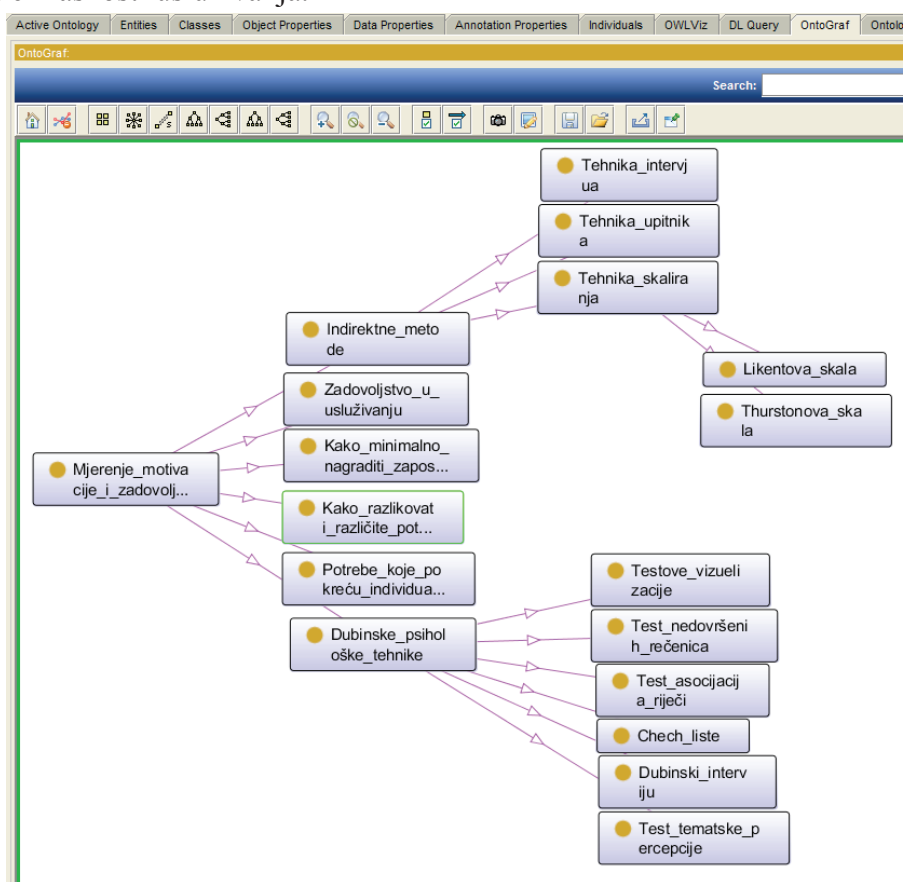 Active Ontology Entities Classes Object Properties Data Properties Annotation Properties Individuals OWLViz DL Query OntoGraf Ontolo
OntoGraf:
Search:
Tehnika_intervj
ua
Tehnika_upitnik
a
Tehnika_skalira
nja
Indirektne_meto
de
Likentova_skala
Zadovoljstvo_u_
usluživanju
Thurstonova_ska
la
Kako_minimalno_
nagraditi_zapos...
Mjerenje_motiva
cije_i_zadovolj...
Kako_razlikovat
i_različite_pot...
Potrebe_koje_po
kreću_individua...
Testove_vizueli
zacije
Dubinske_psihol
oške_tehnike
Test_nedovršeni
h_rečenica
Test_asocijacij
a_riječi
Chech_liste
Dubinski_interv
iju
Test_tematske_p
ercepcije